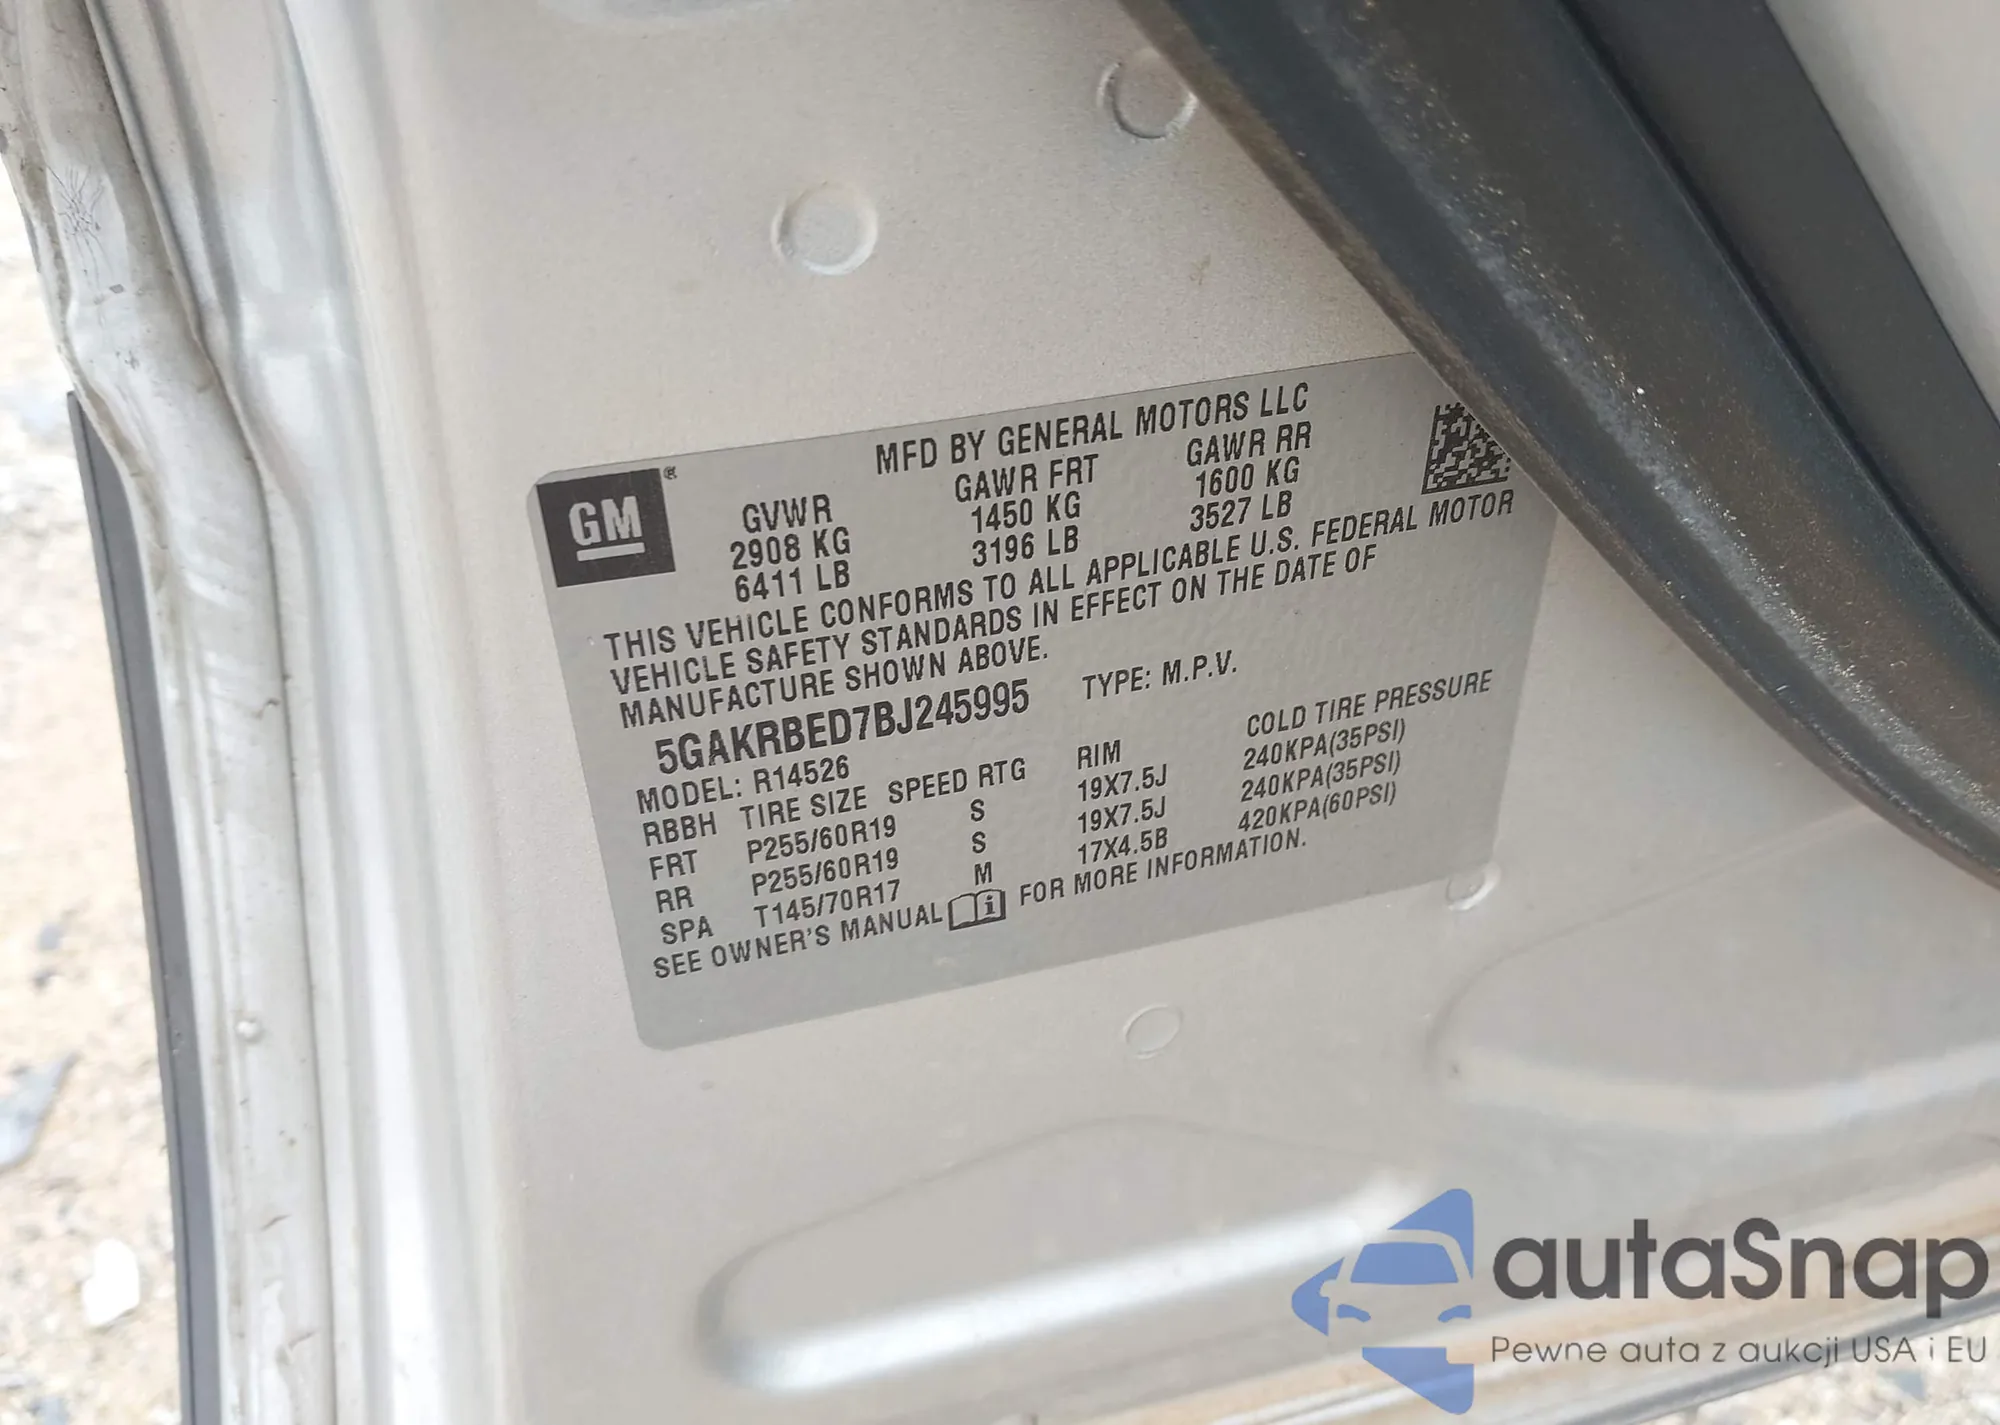 MFD BY GENERAL MOTORS LLC
GM ®
GVWR GAWR FRT GAWR RR
2908 KG 1450 KG 1600 KG
6411 LB 3196 LB 3527 LB
THIS VEHICLE CONFORMS TO ALL APPLICABLE U.S. FEDERAL MOTOR
VEHICLE SAFETY STANDARDS IN EFFECT ON THE DATE OF
MANUFACTURE SHOWN ABOVE.
5GAKRBED7BJ245995 TYPE: M.P.V.
MODEL: R14526
RBBH TIRE SIZE SPEED RTG RIM COLD TIRE PRESSURE
FRT P255/60R19 S 19X7.5J 240KPA(35PSI)
RR P255/60R19 S 19X7.5J 240KPA(35PSI)
SPA T145/70R17 M 17X4.5B 420KPA(60PSI)
SEE OWNER'S MANUAL i FOR MORE INFORMATION.
autaSnap
Pewne auta z aukcji USA i EU